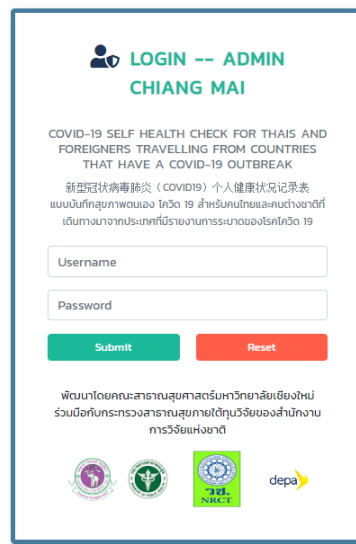 LOGIN -- ADMIN
CHIANG MAI
COVID-19 SELF HEALTH CHECK FOR THAIS AND
FOREIGNERS TRAVELLING FROM COUNTRIES
THAT HAVE A COVID-19 OUTBREAK
新型冠状病毒肺炎（COVID19）个人健康状况记录表
แบบบันทึกสุขภาพตนเอง โควิด 19 สำหรับคนไทยและคนต่างชาติที่
เดินทางมาจากประเทศที่มีรายงานการระบาดของโรคโควิด 19
Username
Password
Submit Reset
พัฒนาโดยคณะสาธารณสุขศาสตร์มหาวิทยาลัยเชียงใหม่
ร่วมมือกับกระทรวงสาธารณสุขภายใต้ทุนวิจัยของสำนักงาน
การวิจัยแห่งชาติ
วช.
NRCT
depa